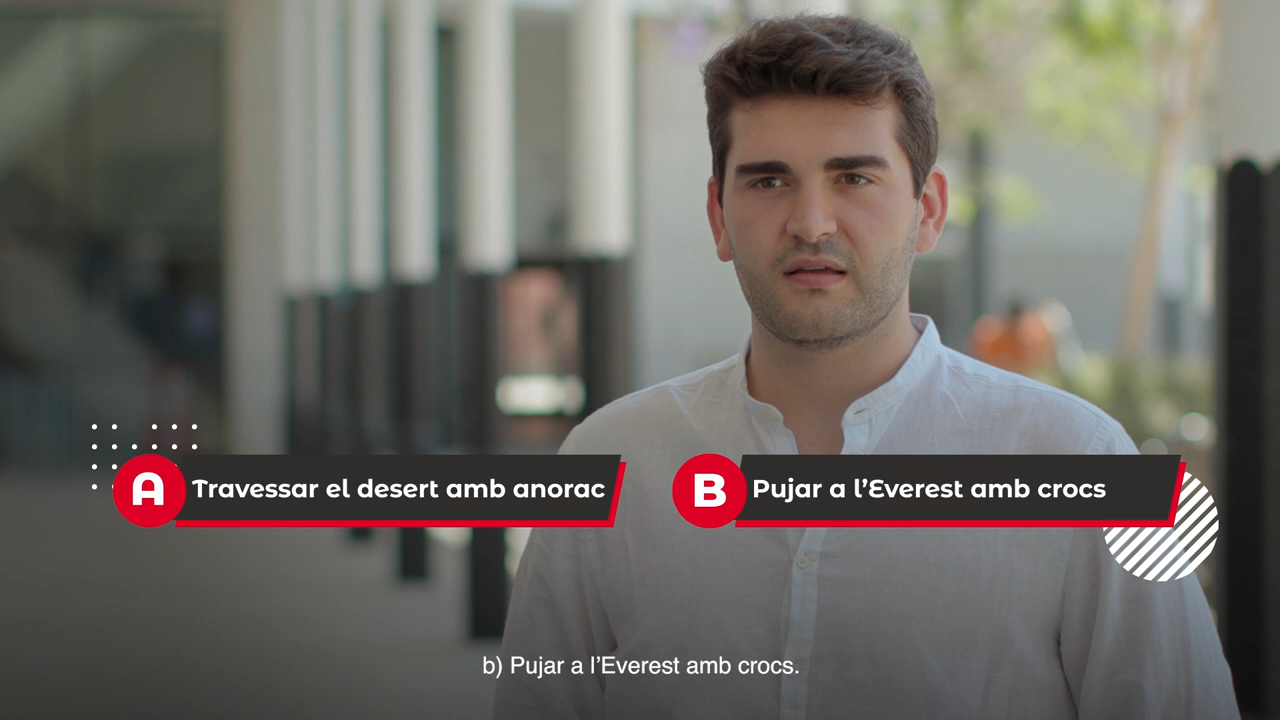 A Travessar el desert amb anorac
B Pujar a l’Everest amb crocs
b) Pujar a l’Everest amb crocs.